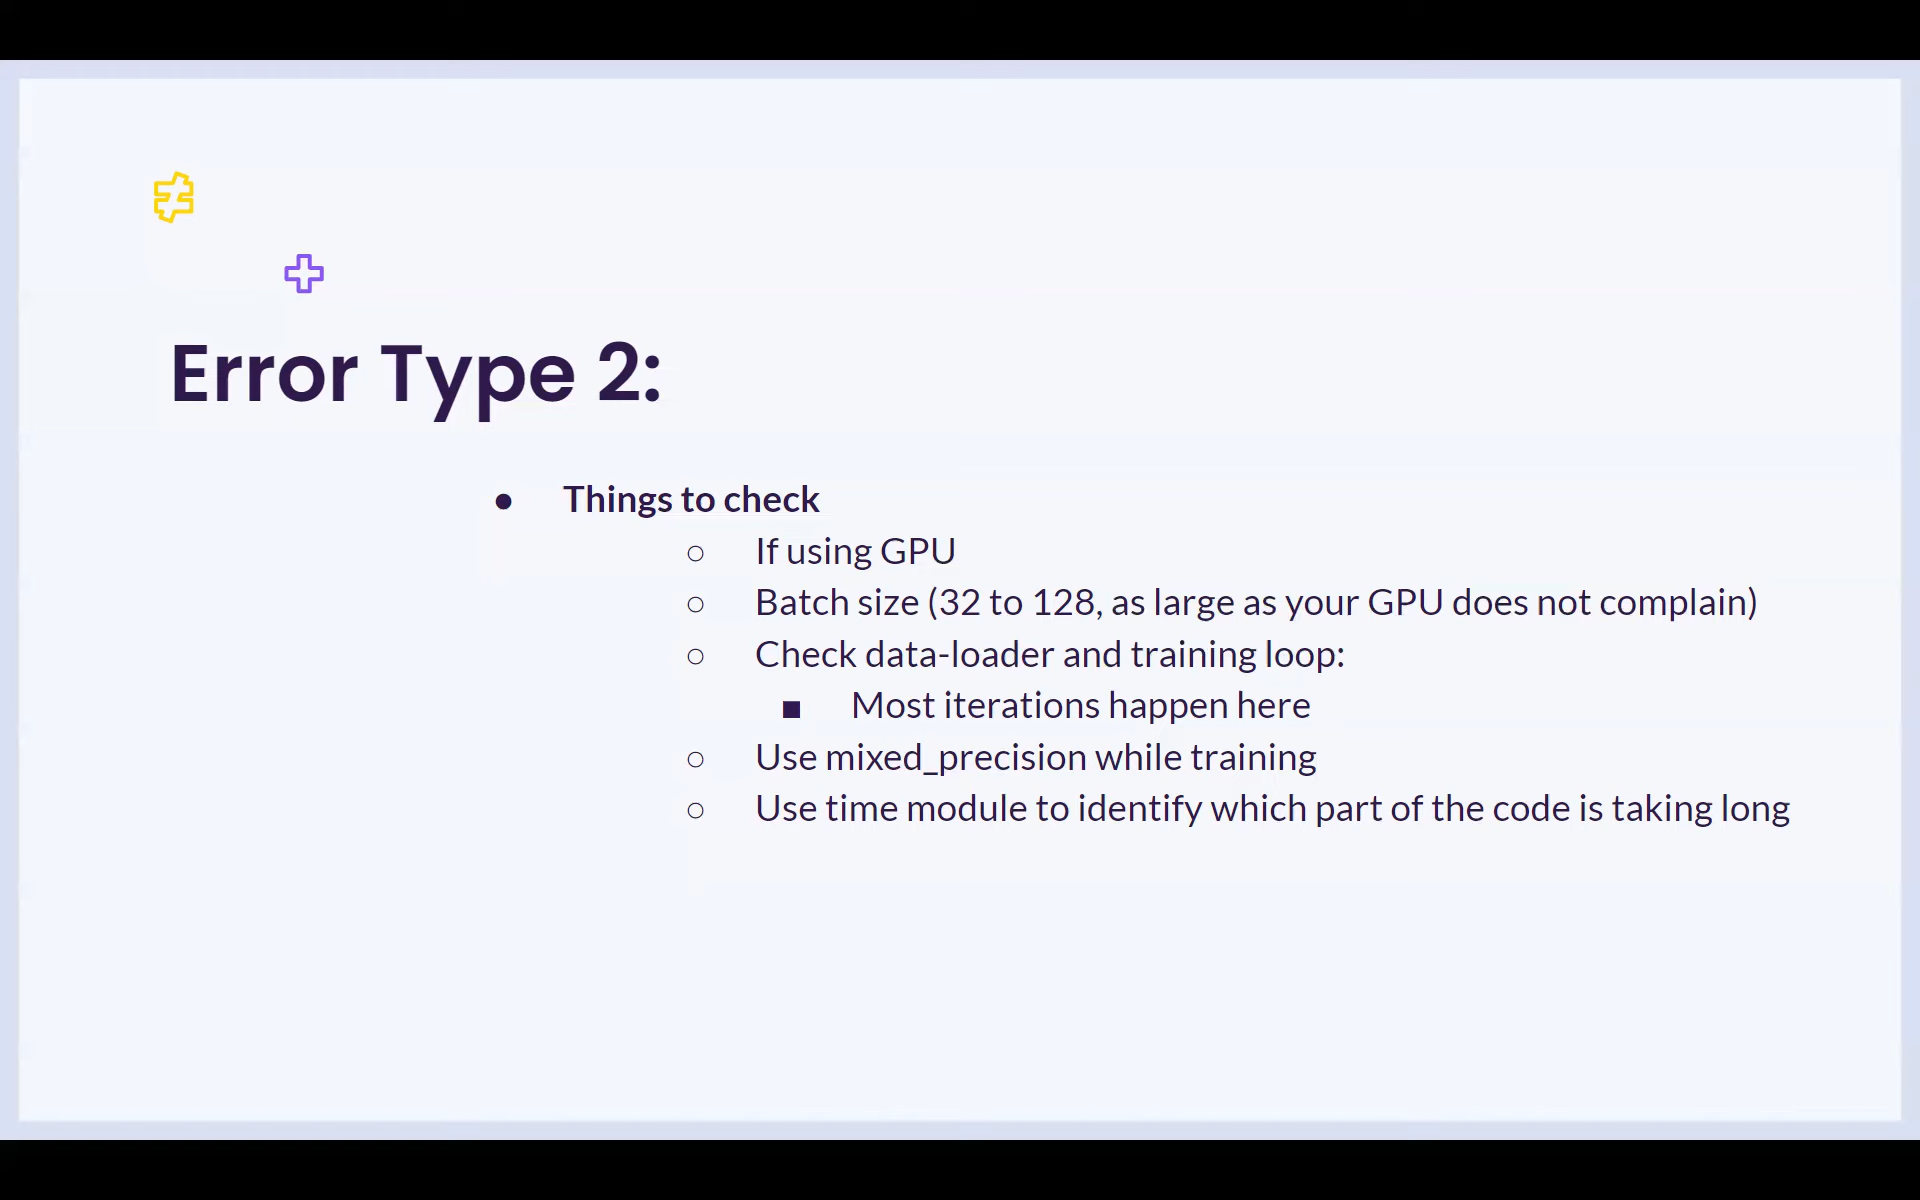 Error Type 2:
● Things to check
○ If using GPU
○ Batch size (32 to 128, as large as your GPU does not complain)
○ Check data-loader and training loop:
■ Most iterations happen here
○ Use mixed_precision while training
○ Use time module to identify which part of the code is taking long